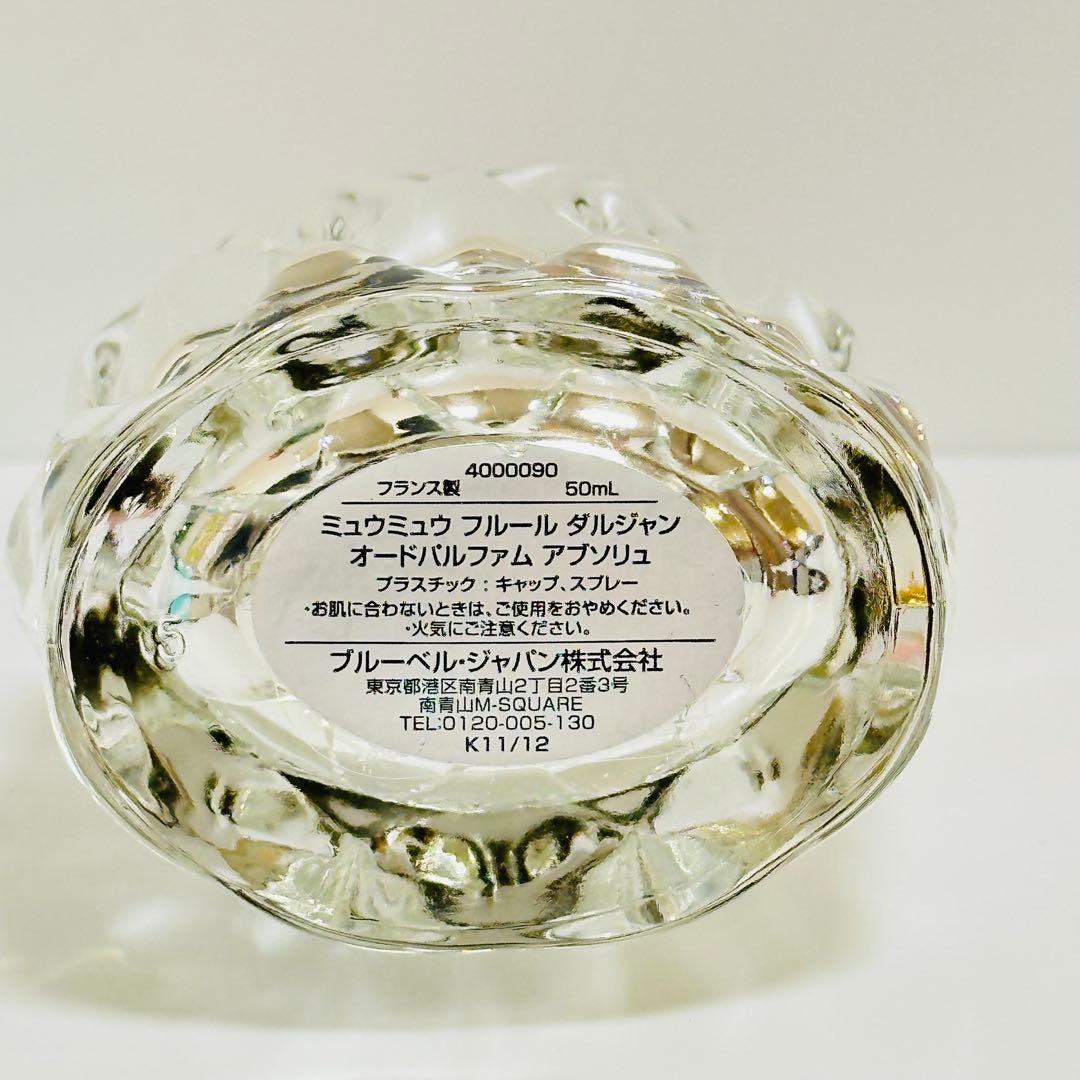 4000090
フランス製 50mL
ミュウミュウ フルール ダルジャン
オードパルファム アブソリュ
プラスチック：キャップ、スプレー
・お肌に合わないときは、ご使用をおやめください。
・火気にご注意ください。
ブルーベル・ジャパン株式会社
東京都港区南青山2丁目2番3号
南青山M-SQUARE
TEL:0120-005-130
K11/12